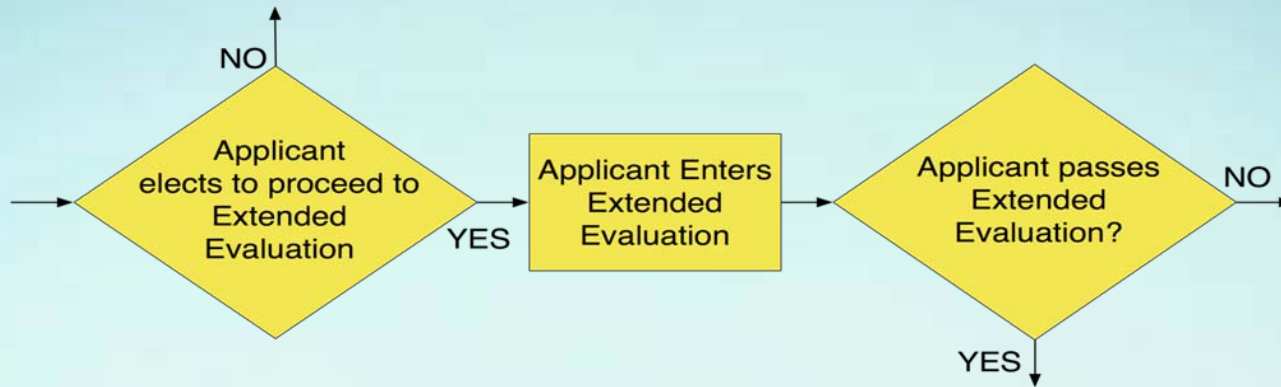 NO
Applicant
elects to proceed to
Extended
Evaluation
YES
Applicant Enters
Extended
Evaluation
Applicant passes
Extended
Evaluation?
NO
YES